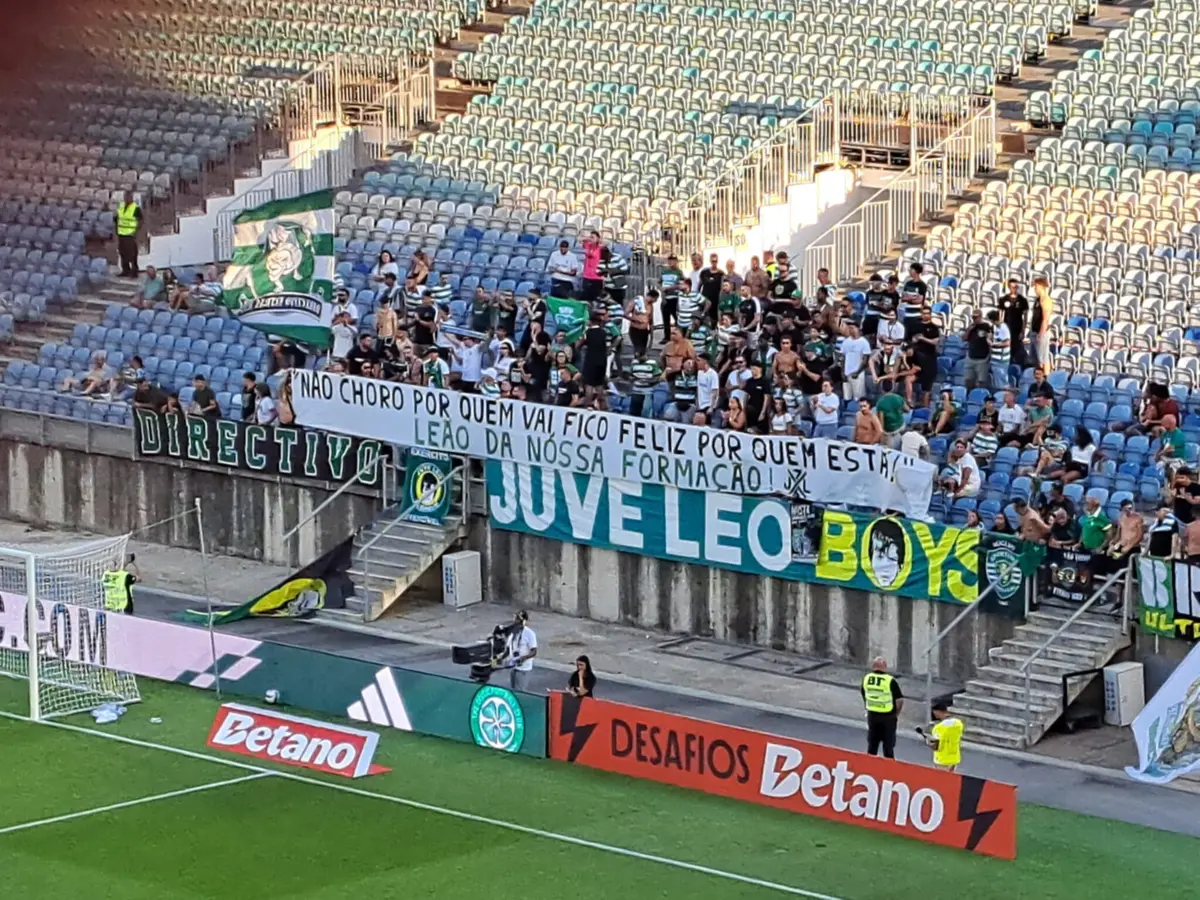 "NÃO CHORO POR QUEM VAI, FICO FELIZ POR QUEM ESTÁ!"
LEÃO DA NÓSSA FORMAÇÃO!
DIRECTIVO
JUVE LEO
BOYS
ULT
.COM
Betano
DESAFIOS Betano
BT